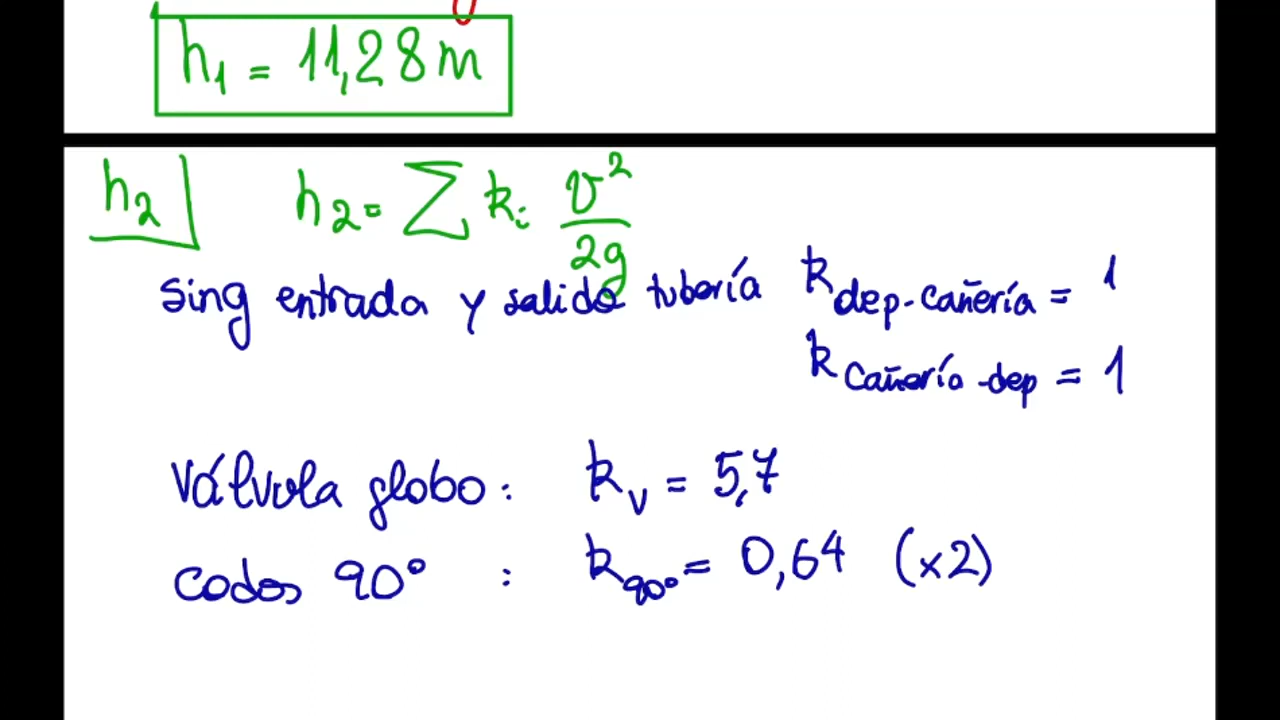 h₁ = 11,28 m
h₂ h₂ = ∑ kᵢ v²/2g
sing entrada y salida tubería k dep-cañería = 1
k cañería-dep = 1
Válvula globo : kᵥ = 5,7
codos 90° : k90° = 0,64 (x2)